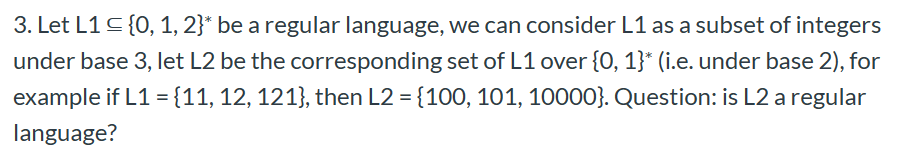 3. Let L1 ⊆ {0, 1, 2}* be a regular language, we can consider L1 as a subset of integers
under base 3, let L2 be the corresponding set of L1 over {0, 1}* (i.e. under base 2), for
example if L1 = {11, 12, 121}, then L2 = {100, 101, 10000}. Question: is L2 a regular
language?